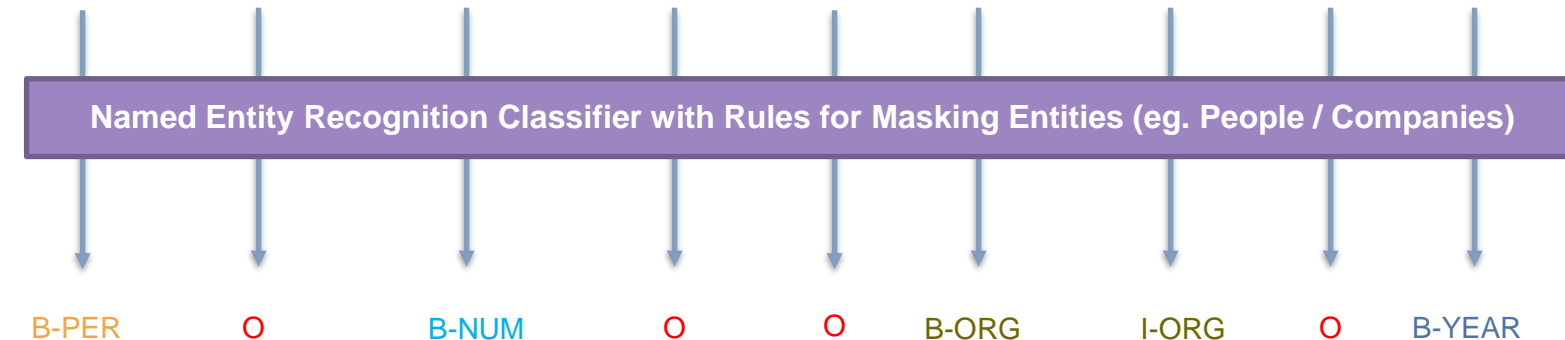 Named Entity Recognition Classifier with Rules for Masking Entities (eg. People / Companies)
B-PER O B-NUM O O B-ORG I-ORG O B-YEAR